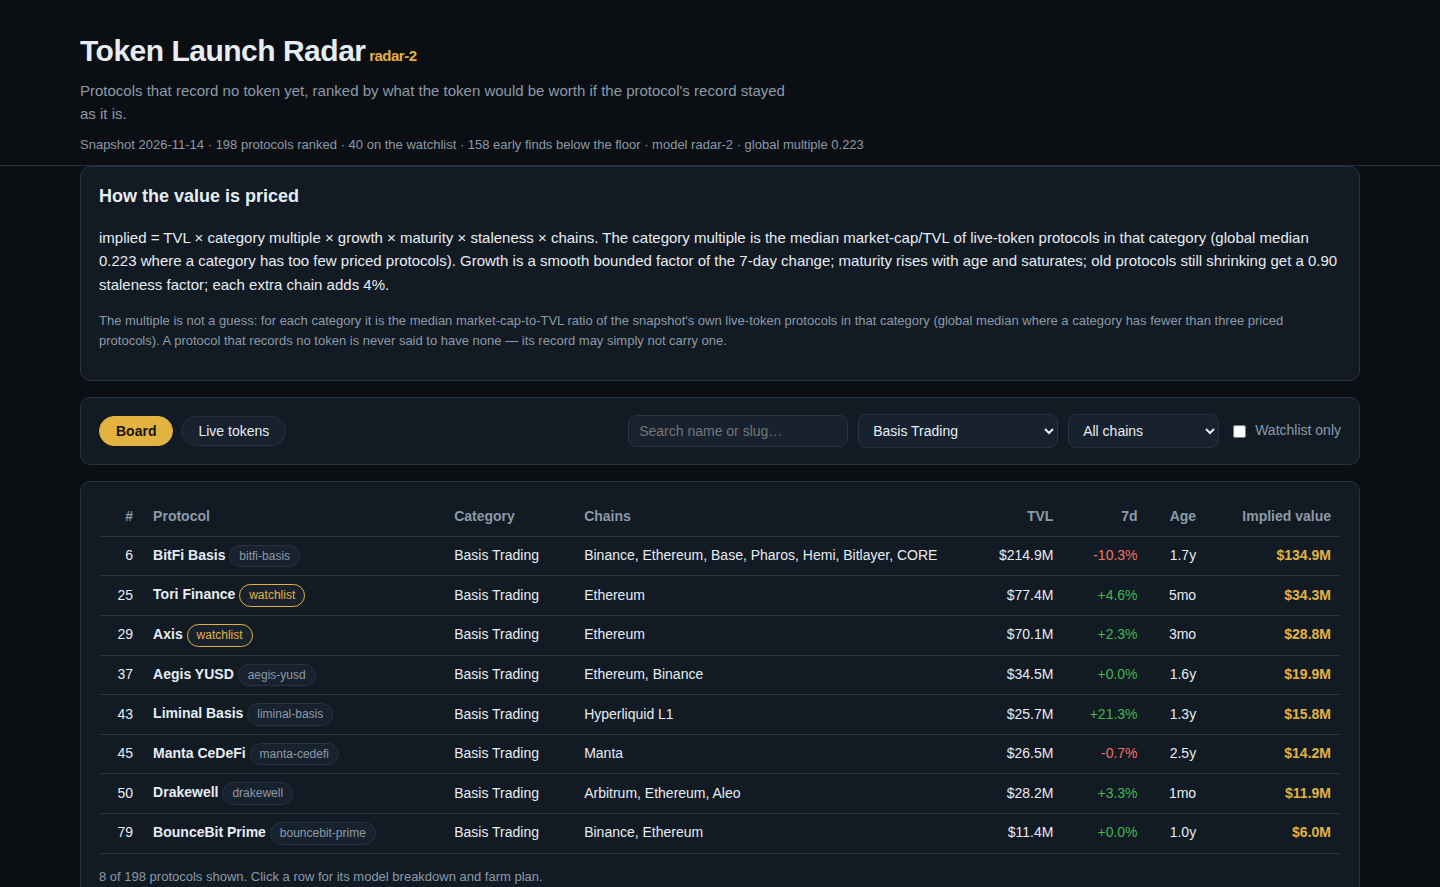 Token Launch Radar radar-2
Protocols that record no token yet, ranked by what the token would be worth if the protocol's record stayed
as it is.
Snapshot 2026-11-14 · 198 protocols ranked · 40 on the watchlist · 158 early finds below the floor · model radar-2 · global multiple 0.223
How the value is priced
implied = TVL × category multiple × growth × maturity × staleness × chains. The category multiple is the median market-cap/TVL of live-token protocols in that category (global median
0.223 where a category has too few priced protocols). Growth is a smooth bounded factor of the 7-day change; maturity rises with age and saturates; old protocols still shrinking get a 0.90
staleness factor; each extra chain adds 4%.
The multiple is not a guess: for each category it is the median market-cap-to-TVL ratio of the snapshot's own live-token protocols in that category (global median where a category has fewer than three priced
protocols). A protocol that records no token is never said to have none — its record may simply not carry one.
Board Live tokens Search name or slug… Basis Trading All chains Watchlist only
# Protocol Category Chains TVL 7d Age Implied value
6 BitFi Basis bitfi-basis Basis Trading Binance, Ethereum, Base, Pharos, Hemi, Bitlayer, CORE $214.9M -10.3% 1.7y $134.9M
25 Tori Finance watchlist Basis Trading Ethereum $77.4M +4.6% 5mo $34.3M
29 Axis watchlist Basis Trading Ethereum $70.1M +2.3% 3mo $28.8M
37 Aegis YUSD aegis-yusd Basis Trading Ethereum, Binance $34.5M +0.0% 1.6y $19.9M
43 Liminal Basis liminal-basis Basis Trading Hyperliquid L1 $25.7M +21.3% 1.3y $15.8M
45 Manta CeDeFi manta-cedefi Basis Trading Manta $26.5M -0.7% 2.5y $14.2M
50 Drakewell drakewell Basis Trading Arbitrum, Ethereum, Aleo $28.2M +3.3% 1mo $11.9M
79 BounceBit Prime bouncebit-prime Basis Trading Binance, Ethereum $11.4M +0.0% 1.0y $6.0M
8 of 198 protocols shown. Click a row for its model breakdown and farm plan.